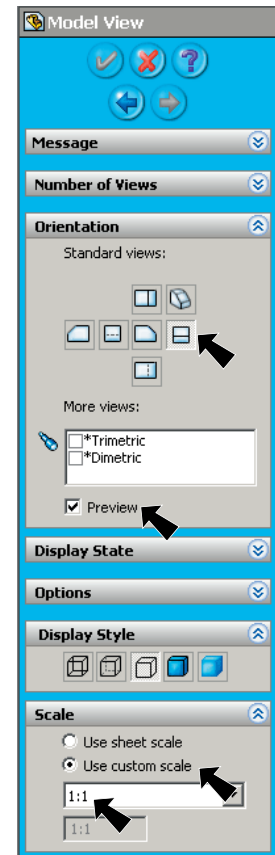 Model View
?
Message
Number of Views
Orientation
Standard views:
More views:
*Trimetric
*Dimetric
Preview
Display State
Options
Display Style
Scale
Use sheet scale
Use custom scale
1:1
1:1